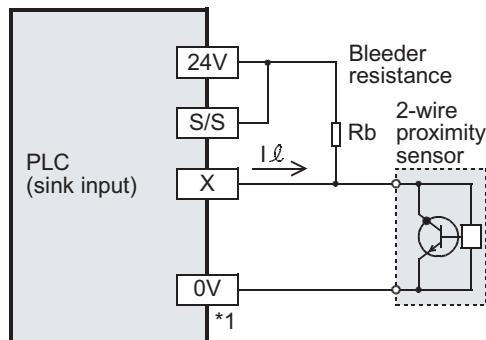 24V
Bleeder
resistance
S/S
2-wire
proximity
sensor
Rb
PLC
(sink input)
Iℓ
X
0V
*1